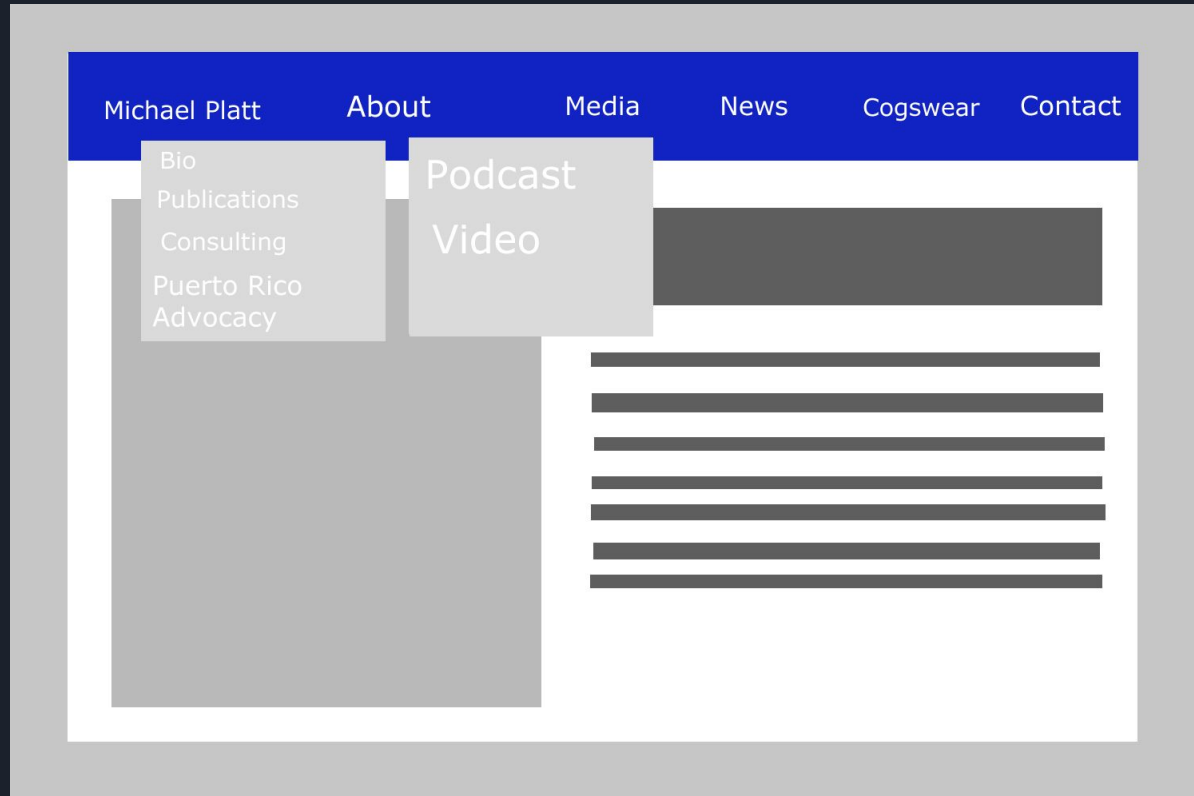 Michael Platt
About
Media
News
Cogswear
Contact
Bio
Publications
Consulting
Puerto Rico
Advocacy
Podcast
Video